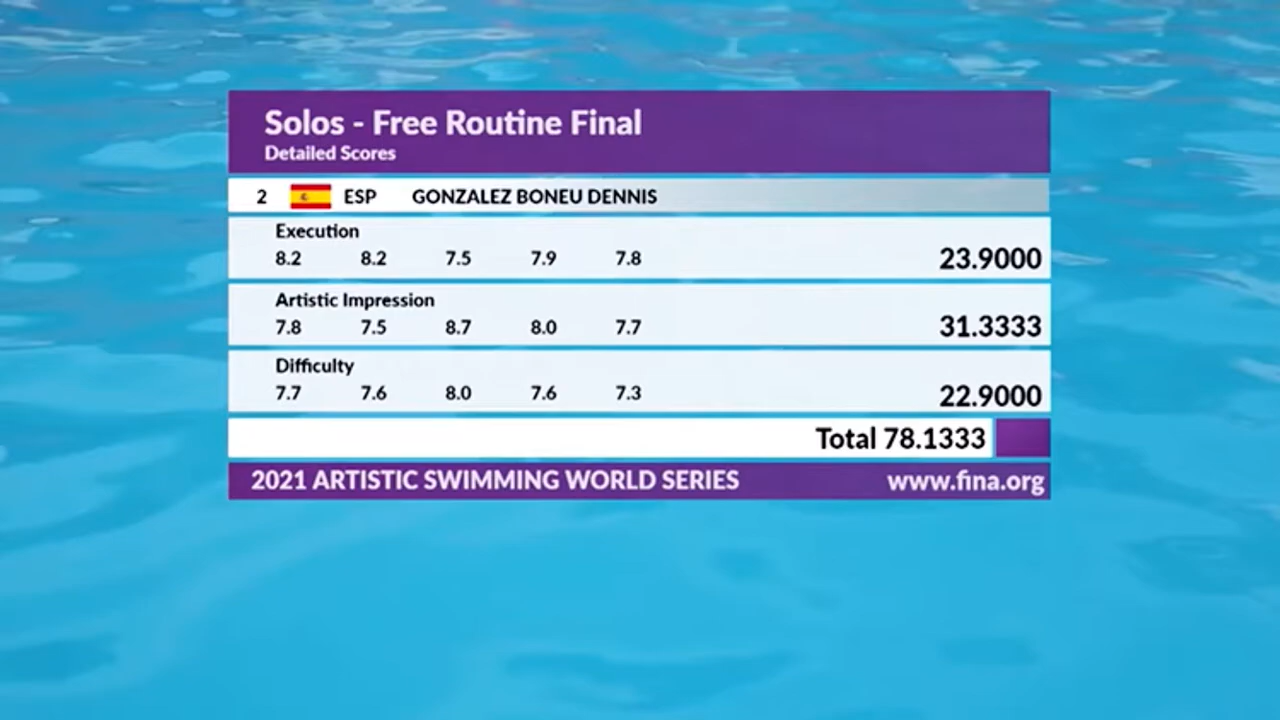 Solos - Free Routine Final
Detailed Scores
2 ESP GONZALEZ BONEU DENNIS
Execution
8.2 8.2 7.5 7.9 7.8 23.9000
Artistic Impression
7.8 7.5 8.7 8.0 7.7 31.3333
Difficulty
7.7 7.6 8.0 7.6 7.3 22.9000
Total 78.1333
2021 ARTISTIC SWIMMING WORLD SERIES www.fina.org